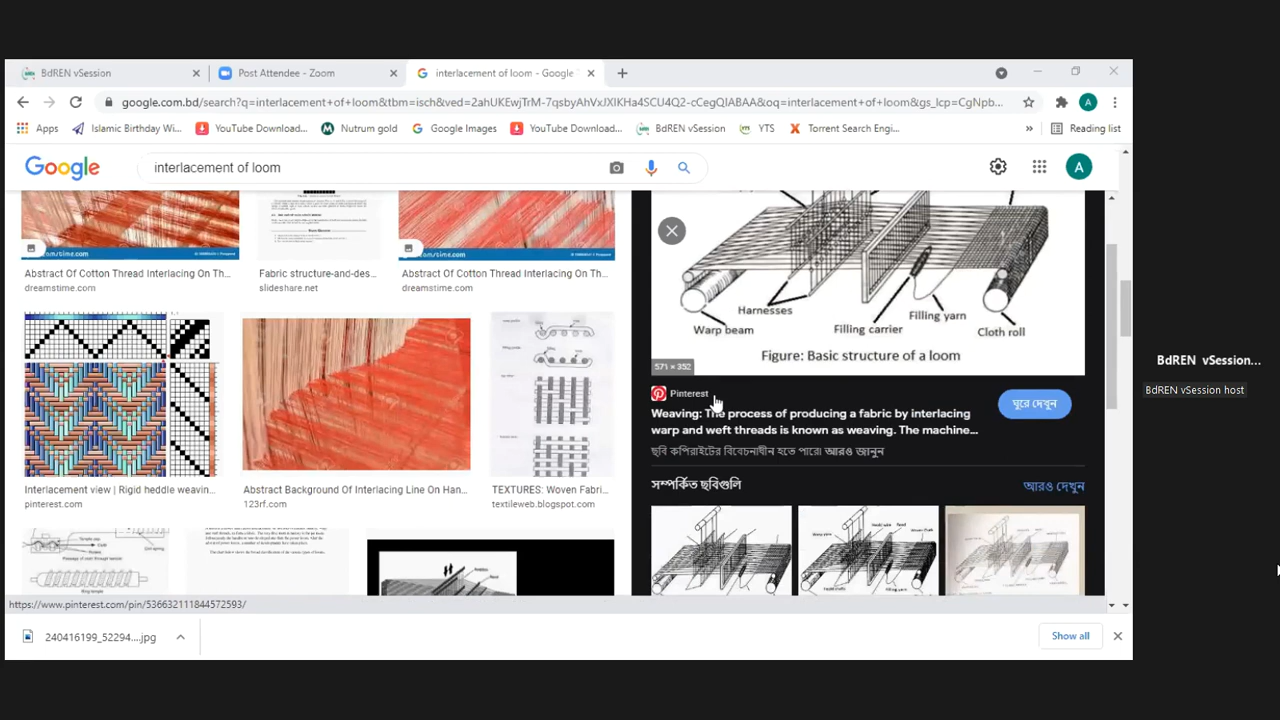 BdREN vSession
Post Attendee - Zoom
interlacement of loom - Google
google.com.bd/search?q=interlacement+of+loom&tbm=isch&ved=2ahUKEwjTrM-7qsbyAhVxJXIKHa4SCU4Q2-cCegQIABAA&oq=interlacement+of+loom&gs_lcp=CgNpb...
Apps
Islamic Birthday Wi...
YouTube Download...
Nutrum gold
Google Images
YouTube Download...
BdREN vSession
YTS
Torrent Search Engi...
»
Reading list
Google
interlacement of loom
A
Abstract Of Cotton Thread Interlacing On Th...
dreamstime.com
Fabric structure-and-des...
slideshare.net
Abstract Of Cotton Thread Interlacing On Th...
dreamstime.com
Harnesses
Warp beam
Filling carrier
Filling yarn
Cloth roll
Figure: Basic structure of a loom
571 × 352
Pinterest
Weaving: The process of producing a fabric by interlacing
warp and weft threads is known as weaving. The machine...
ঘুরে দেখুন
ছবি কপিরাইটের বিবেচনাধীন হতে পারে। আরও জানুন
সম্পর্কিত ছবিগুলি
আরও দেখুন
Interlacement view | Rigid heddle weavin...
pinterest.com
Abstract Background Of Interlacing Line On Han...
123rf.com
TEXTURES: Woven Fabri...
textileweb.blogspot.com
https://www.pinterest.com/pin/536632111844572593/
240416199_52294....jpg
Show all
BdREN vSession...
BdREN vSession host